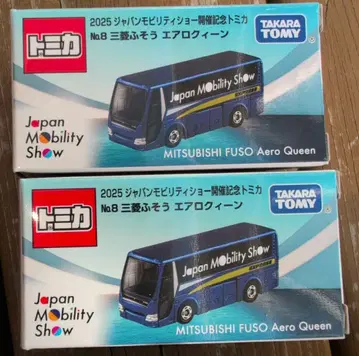 トミカ
2025 ジャパンモビリティショー開催記念トミカ
No.8 三菱ふそう エアロクィーン
TAKARA
TOMY
Japan
Mobility
Show
Japan Mobility Show
MITSUBISHI FUSO Aero Queen
トミカ
2025 ジャパンモビリティショー開催記念トミカ
No.8 三菱ふそう エアロクィーン
TAKARA
TOMY
Japan
Mobility
Show
Japan Mobility Show
MITSUBISHI FUSO Aero Queen